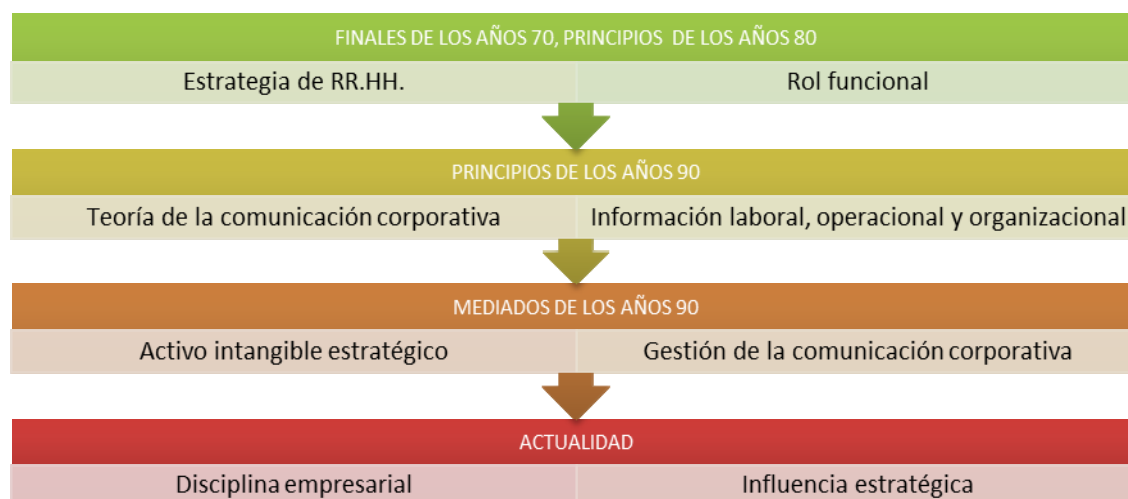 FINALES DE LOS AÑOS 70, PRINCIPIOS DE LOS AÑOS 80
Estrategia de RR.HH.
Rol funcional
PRINCIPIOS DE LOS AÑOS 90
Teoría de la comunicación corporativa
Información laboral, operacional y organizacional
MEDIADOS DE LOS AÑOS 90
Activo intangible estratégico
Gestión de la comunicación corporativa
ACTUALIDAD
Disciplina empresarial
Influencia estratégica